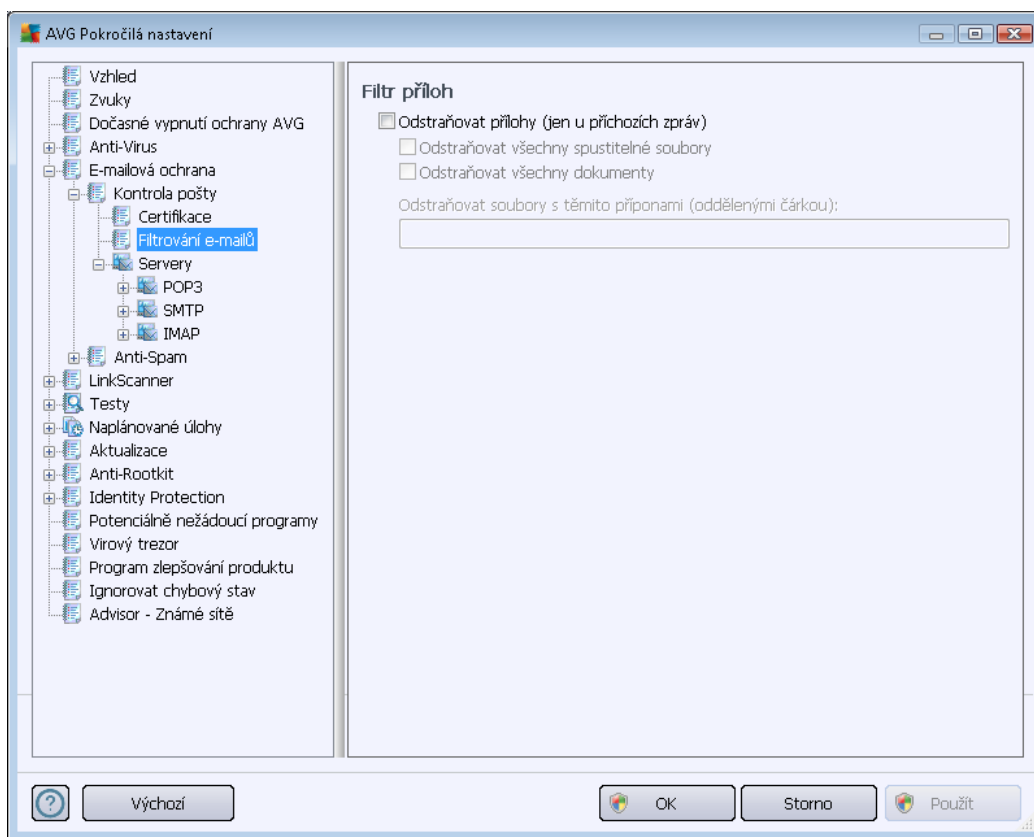 AVG Pokročilá nastavení
Vzhled
Zvuky
Dočasné vypnutí ochrany AVG
Anti-Virus
E-mailová ochrana
Kontrola pošty
Certifikace
Filtrování e-mailů
Servery
POP3
SMTP
IMAP
Anti-Spam
LinkScanner
Testy
Naplánované úlohy
Aktualizace
Anti-Rootkit
Identity Protection
Potenciálně nežádoucí programy
Virový trezor
Program zlepšování produktu
Ignorovat chybový stav
Advisor - Známé sítě
Filtr příloh
Odstraňovat přílohy (jen u příchozích zpráv)
Odstraňovat všechny spustitelné soubory
Odstraňovat všechny dokumenty
Odstraňovat soubory s těmito příponami (oddělenými čárkou):
Výchozí
OK
Storno
Použít